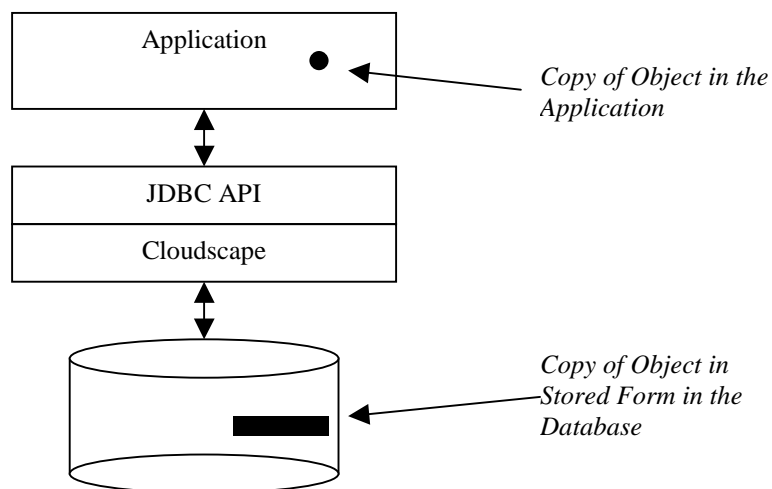 Application
Copy of Object in the
Application
JDBC API
Cloudscape
Copy of Object in
Stored Form in the
Database